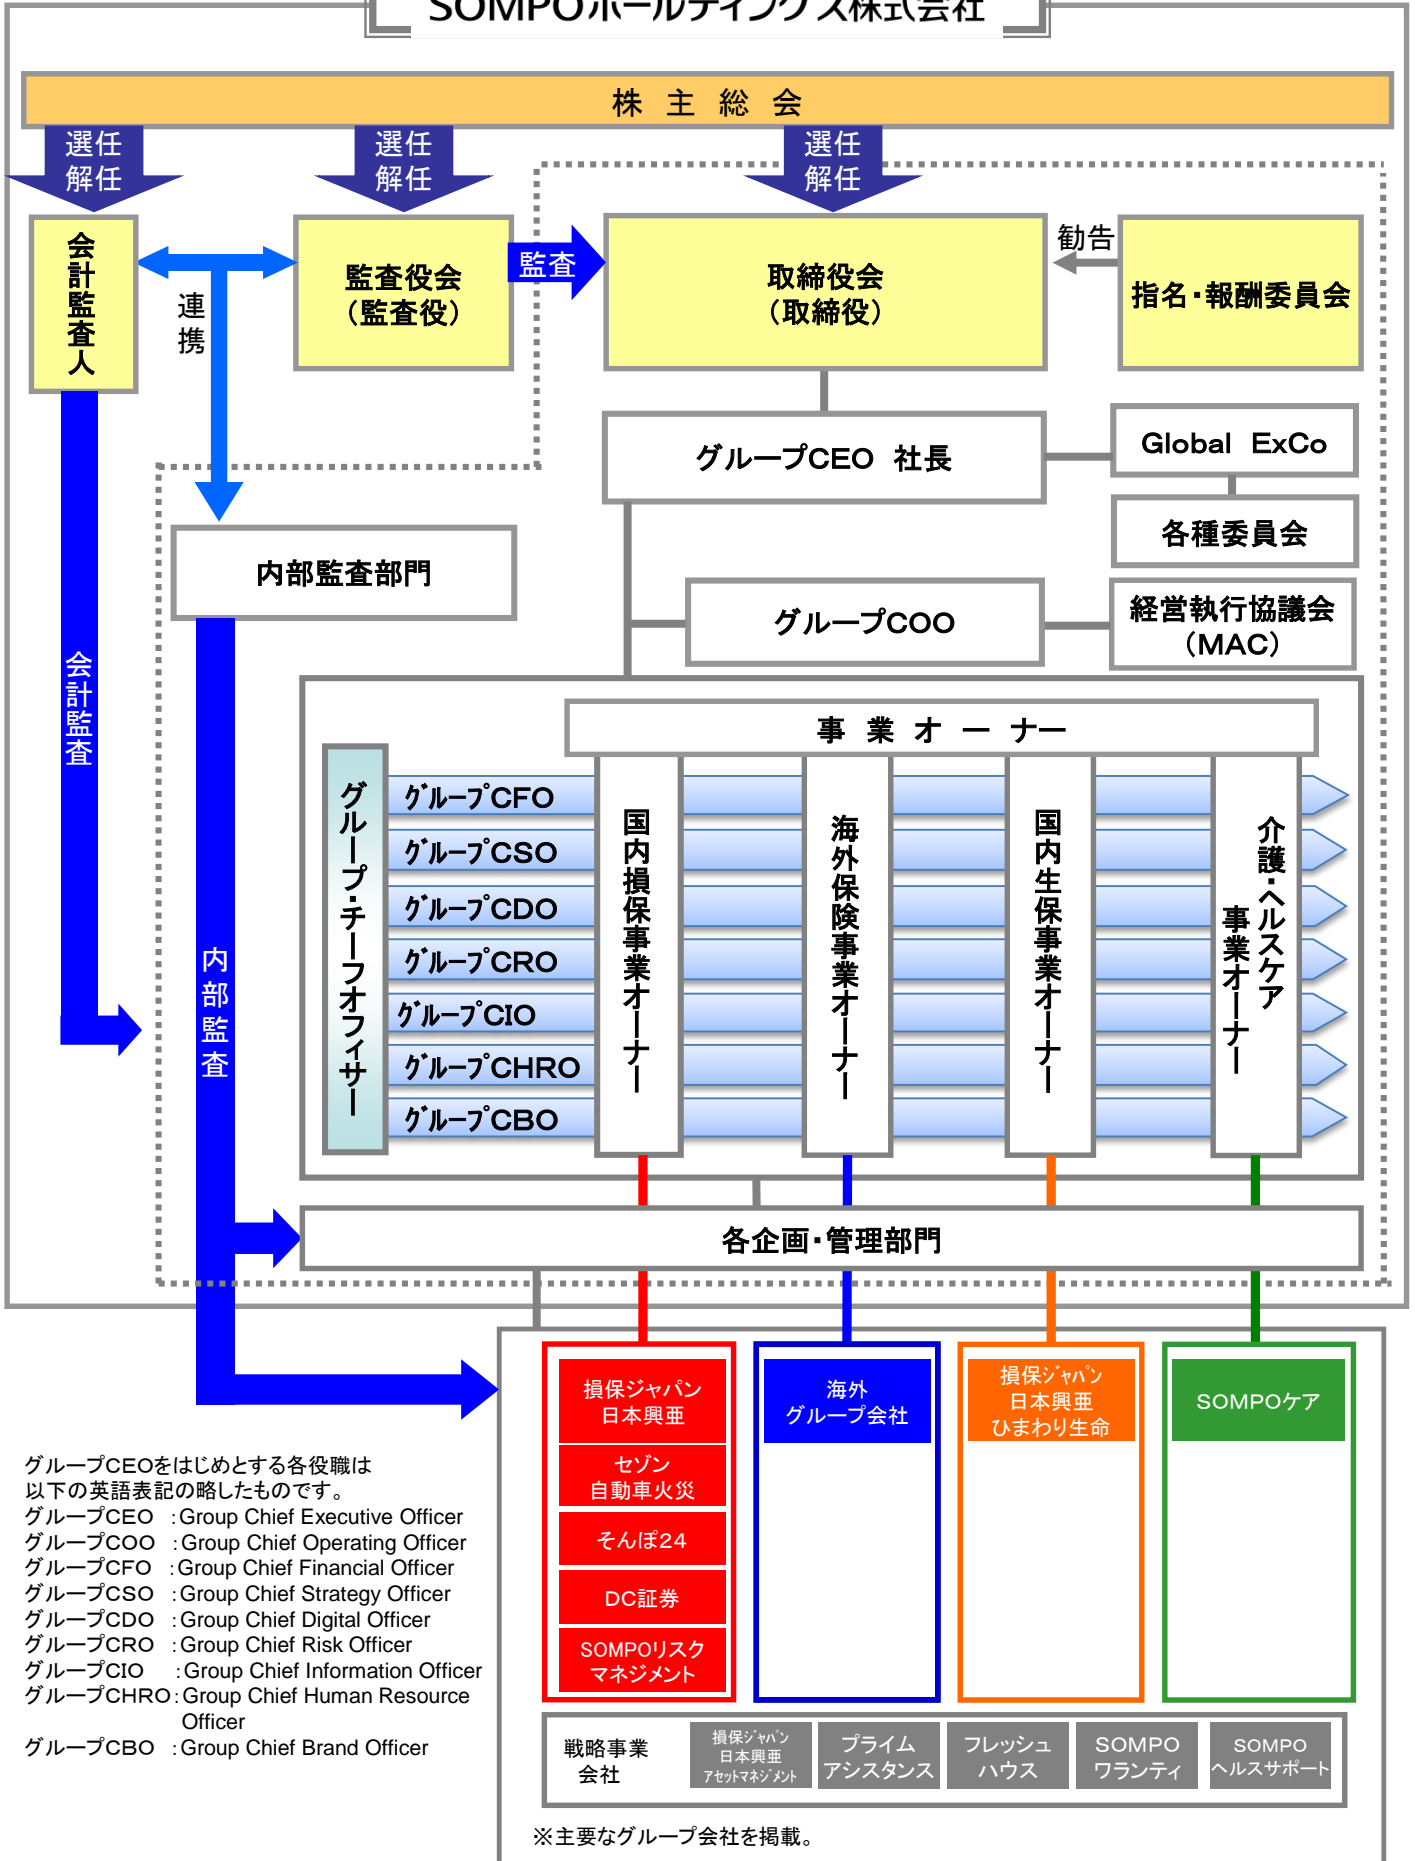 SOMPOホールディングス株式会社
株 主 総 会
選任
解任
選任
解任
選任
解任
会計監査人
連携
監査役会
(監査役)
監査
取締役会
(取締役)
勧告
指名・報酬委員会
グループCEO 社長
Global ExCo
各種委員会
内部監査部門
グループCOO
経営執行協議会
(MAC)
会計監査
内部監査
事 業 オ ー ナー
グループ・チーフオフィサー
グループCFO
グループCSO
グループCDO
グループCRO
グループCIO
グループCHRO
グループCBO
国内損保事業オーナー
海外保険事業オーナー
国内生保事業オーナー
介護・ヘルスケア
事業オーナー
各企画・管理部門
損保ジャパン
日本興亜
セゾン
自動車火災
そんぽ24
DC証券
SOMPOリスク
マネジメント
海外
グループ会社
損保ジャパン
日本興亜
ひまわり生命
SOMPOケア
戦略事業
会社
損保ジャパン
日本興亜
アセットマネジメント
プライム
アシスタンス
フレッシュ
ハウス
SOMPO
ワランティ
SOMPO
ヘルスサポート
※主要なグループ会社を掲載。
グループCEOをはじめとする各役職は
以下の英語表記の略したものです。
グループCEO :Group Chief Executive Officer
グループCOO :Group Chief Operating Officer
グループCFO :Group Chief Financial Officer
グループCSO :Group Chief Strategy Officer
グループCDO :Group Chief Digital Officer
グループCRO :Group Chief Risk Officer
グループCIO :Group Chief Information Officer
グループCHRO:Group Chief Human Resource
Officer
グループCBO :Group Chief Brand Officer